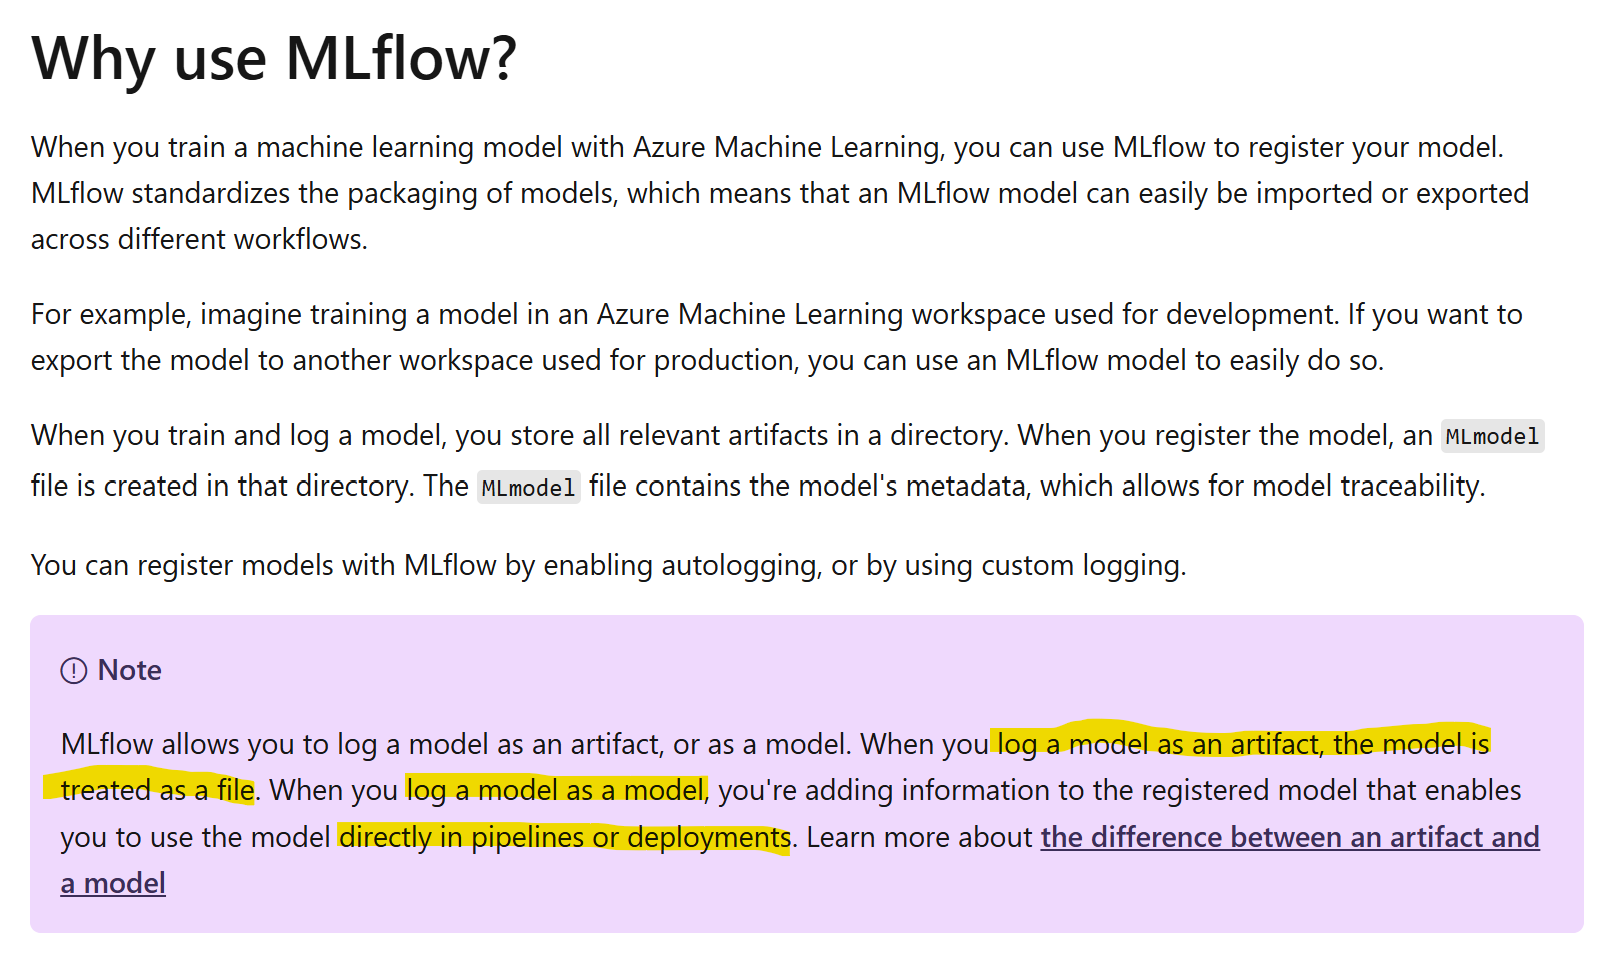 Why use MLflow?
When you train a machine learning model with Azure Machine Learning, you can use MLflow to register your model.
MLflow standardizes the packaging of models, which means that an MLflow model can easily be imported or exported
across different workflows.
For example, imagine training a model in an Azure Machine Learning workspace used for development. If you want to
export the model to another workspace used for production, you can use an MLflow model to easily do so.
When you train and log a model, you store all relevant artifacts in a directory. When you register the model, an MLmodel
file is created in that directory. The MLmodel file contains the model's metadata, which allows for model traceability.
You can register models with MLflow by enabling autologging, or by using custom logging.
Note
MLflow allows you to log a model as an artifact, or as a model. When you log a model as an artifact, the model is
treated as a file. When you log a model as a model, you're adding information to the registered model that enables
you to use the model directly in pipelines or deployments. Learn more about the difference between an artifact and
a model